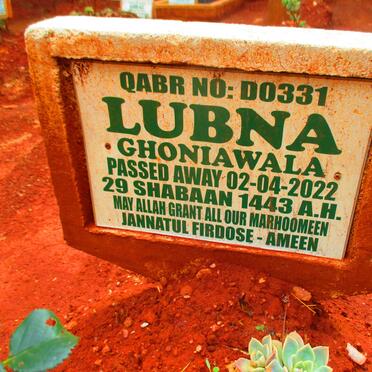 QABR NO: D0331
LUBNA
GHONIAWALA
PASSED AWAY 02-04-2022
29 SHABAAN 1443 A.H.
MAY ALLAH GRANT ALL OUR MARHOOMEEN
JANNATUL FIRDOSE - AMEEN